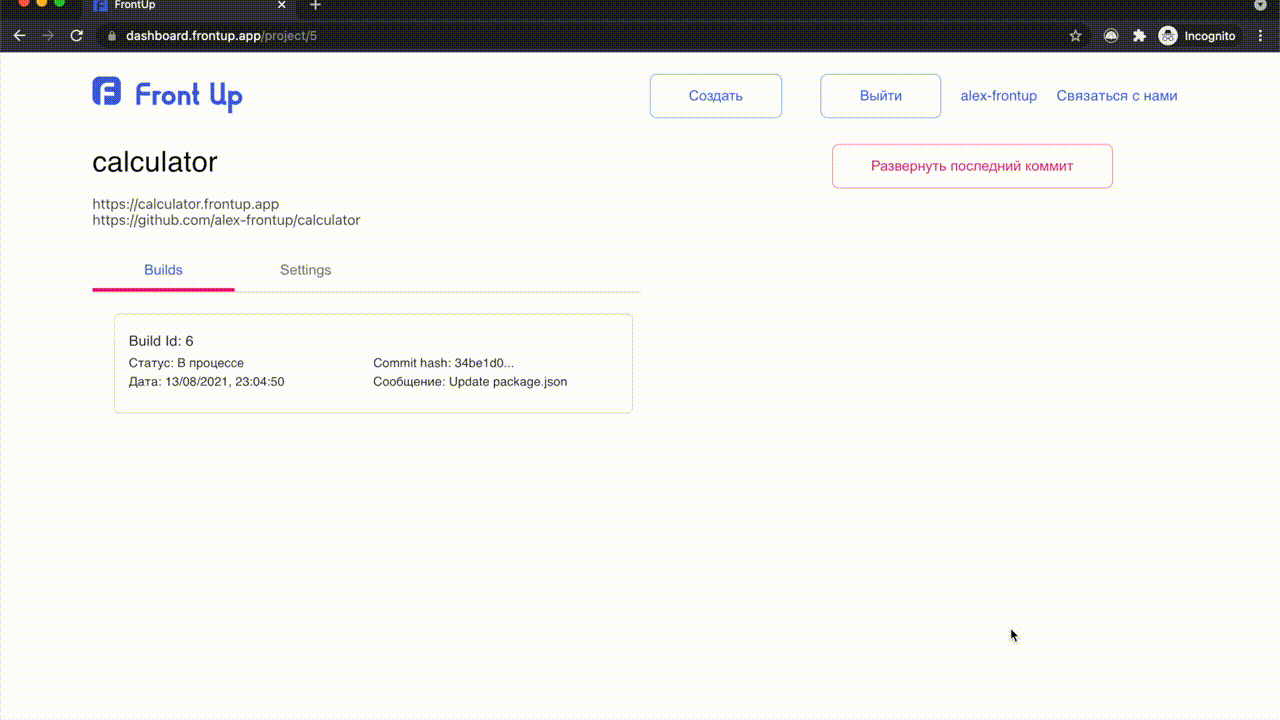 FrontUp
dashboard.frontup.app/project/5
Incognito
Front Up
Создать
Выйти
alex-frontup
Связаться с нами
calculator
Развернуть последний коммит
https://calculator.frontup.app
https://github.com/alex-frontup/calculator
Builds
Settings
Build Id: 6
Статус: В процессе
Commit hash: 34be1d0...
Дата: 13/08/2021, 23:04:50
Сообщение: Update package.json